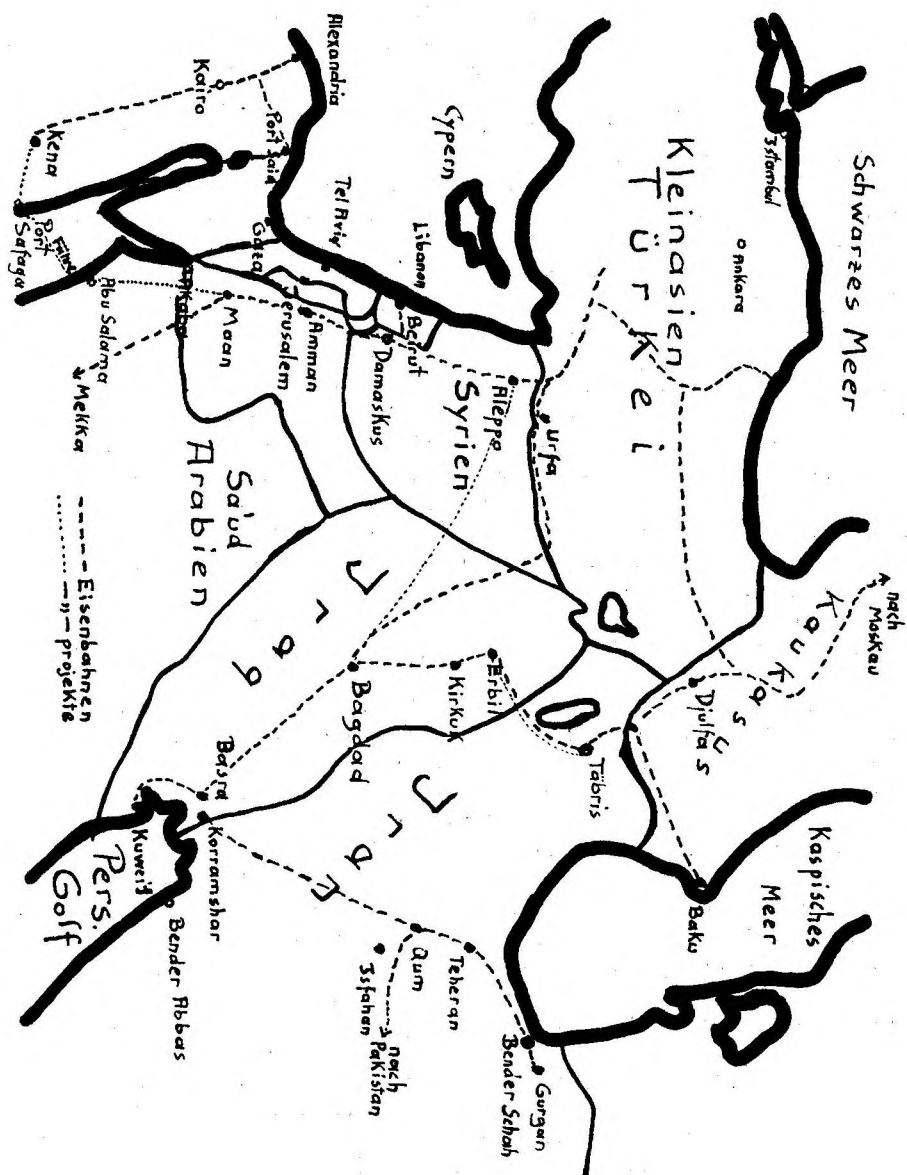 Schwarzes Meer
Istambul
Ankara
Kleinasien
Türkei
Cypern
Alexandria
Kairo
Port Said
Kena
Port
Safaga
Fähre
Abu Salama
Tel Aviv
Gaza
Akaba
Jerusalem
Maan
Amman
Mekka
Libanon
Beirut
Damaskus
Syrien
Aleppo
Urfa
Sa'ud
Arabien
Iraq
Bagdad
Kirkuk
Erbil
Basra
Kuweit
Korramshar
Pers.
Golf
Bender Abbas
Iran
Täbris
Djulfa
Kaukasus
nach
Moskau
Kaspisches
Meer
Baku
Teheran
Qum
Isfahan
nach
Pakistan
Bender Schah
Gurgan
---- Eisenbahnen
...... -"- projekte